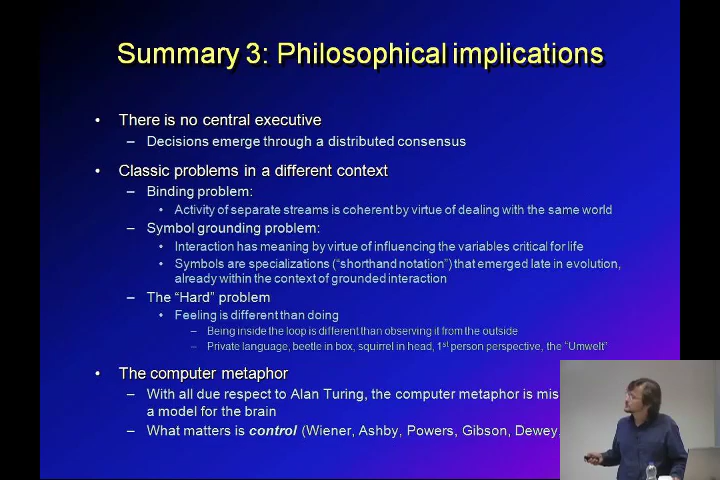 Summary 3: Philosophical implications
• There is no central executive
– Decisions emerge through a distributed consensus
• Classic problems in a different context
– Binding problem:
• Activity of separate streams is coherent by virtue of dealing with the same world
– Symbol grounding problem:
• Interaction has meaning by virtue of influencing the variables critical for life
• Symbols are specializations ("shorthand notation") that emerged late in evolution,
already within the context of grounded interaction
– The "Hard" problem
• Feeling is different than doing
– Being inside the loop is different than observing it from the outside
– Private language, beetle in box, squirrel in head, 1st person perspective, the "Umwelt"
• The computer metaphor
– With all due respect to Alan Turing, the computer metaphor is mis
a model for the brain
– What matters is control (Wiener, Ashby, Powers, Gibson, Dewey,